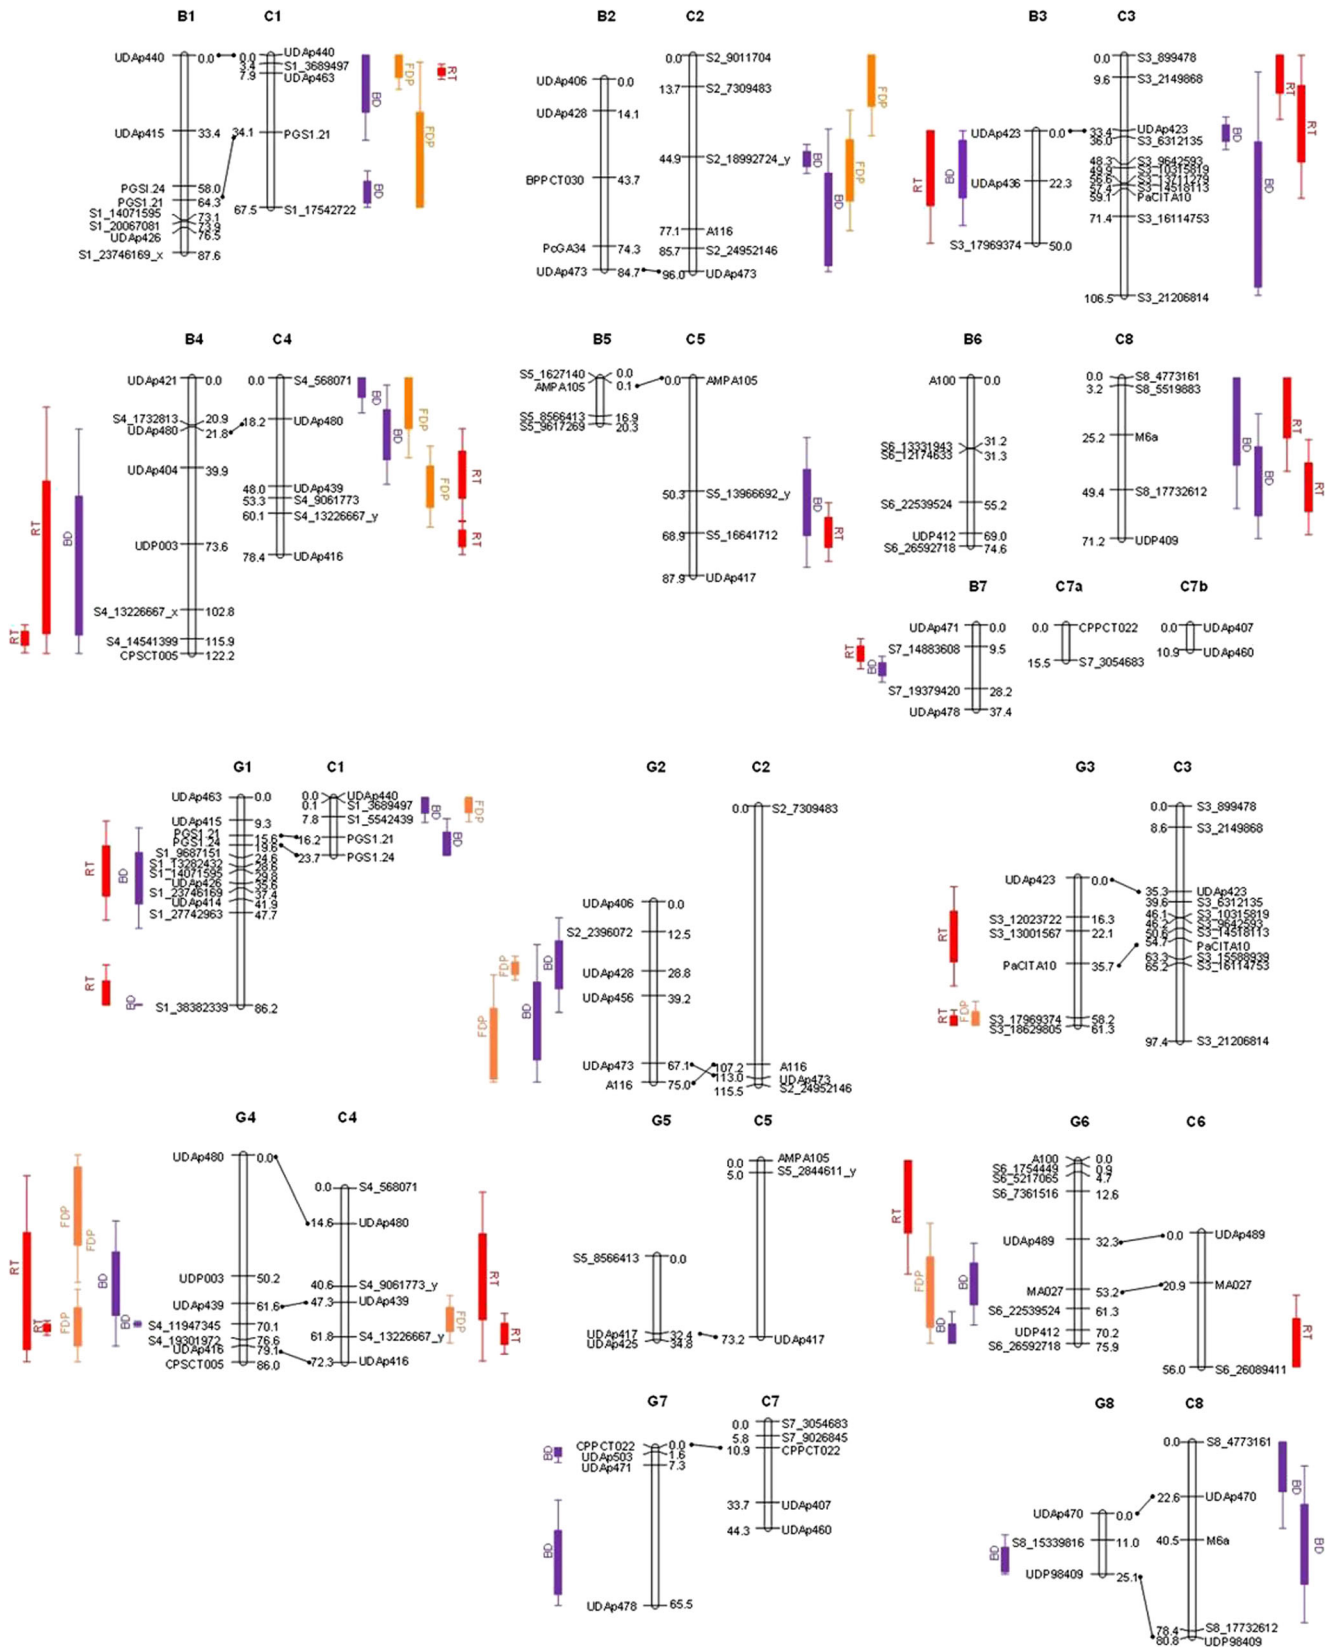 B1 C1
UDAp440 0.0 0.0 UDAp440
3.4 S1_3689497
7.9 UDAp463
UDAp415 33.4 34.1 PGS1.21
PGS1.24 58.0
PGS1.21 64.3
S1_14071595 73.1
S1_20067081 73.9
UDAp426 76.5
S1_23746169_x 87.6
67.5 S1_17542722
BD FDP FDP RT BD
B2 C2
0.0 S2_9011704
UDAp406 0.0
13.7 S2_7309483
UDAp428 14.1
44.9 S2_18992724_y
BPPCT030 43.7
77.1 A116
PcGA34 74.3
85.7 S2_24952146
UDAp473 84.7 96.0 UDAp473
BD BD FDP FDP
B3 C3
0.0 S3_899478
9.6 S3_2149868
UDAp423 0.0 33.4 UDAp423
36.0 S3_6312135
48.3 S3_9642593
49.9 S3_10315819
56.6 S3_13711279
57.4 S3_14518113
59.1 PaCITA10
UDAp436 22.3
71.4 S3_16114753
S3_17969374 50.0
106.5 S3_21206814
RT BD BD BD RT RT
B4 C4
UDAp421 0.0 0.0 S4_568071
S4_1732813 20.9
UDAp480 21.8 18.2 UDAp480
UDAp404 39.9
48.0 UDAp439
53.3 S4_9061773
60.1 S4_13226667_y
UDP003 73.6 78.4 UDAp416
S4_13226667_x 102.8
S4_14541399 115.9
CPSCT005 122.2
RT RT BD BD BD FDP FDP RT RT
B5 C5
S5_1627140 0.0
AMPA105 0.1 0.0 AMPA105
S5_8566413 16.9
S5_9617269 20.3
50.3 S5_13966692_y
68.9 S5_16641712
87.9 UDAp417
BD RT
B6 C8
A100 0.0 0.0 S8_4773161
3.2 S8_5519883
25.2 M6a
S6_13331943 31.2
S6_12174633 31.3
49.4 S8_17732612
S6_22539524 55.2
UDP412 69.0 71.2 UDP409
S6_26592718 74.6
BD BD RT RT
B7 C7a C7b
UDAp471 0.0 0.0 CPPCT022 0.0 UDAp407
S7_14883608 9.5 15.5 S7_3054683 10.9 UDAp460
S7_19379420 28.2
UDAp478 37.4
RT BD
G1 C1
UDAp463 0.0 0.0 UDAp440
0.1 S1_3689497
UDAp415 9.3 7.8 S1_5542439
PGS1.21 15.6 16.2 PGS1.21
PGS1.24 19.6 23.7 PGS1.24
S1_9687151 24.6
S1_13282432 28.6
S1_14071595 29.8
UDAp426 35.6
S1_23746169 37.4
UDAp414 41.9
S1_27742963 47.7
S1_38382339 86.2
RT BD RT BD BD BD FDP
G2 C2
0.0 S2_7309483
UDAp406 0.0
S2_2396072 12.5
UDAp428 28.8
UDAp456 39.2
UDAp473 67.1 107.2 A116
A116 75.0 113.0 UDAp473
115.5 S2_24952146
FDP FDP BD BD
G3 C3
0.0 S3_899478
8.6 S3_2149868
UDAp423 0.0 35.3 UDAp423
39.6 S3_6312135
S3_12023722 16.3 46.1 S3_10315819
46.2 S3_9642593
S3_13001567 22.1 50.6 S3_14518113
54.7 PaCITA10
PaCITA10 35.7 63.3 S3_15588939
65.2 S3_16114753
S3_17969374 58.2
S3_18629805 61.3
97.4 S3_21206814
RT RT FDP
G4 C4
UDAp480 0.0
0.0 S4_568071
14.6 UDAp480
UDP003 50.2 40.6 S4_9061773_y
UDAp439 61.6 47.3 UDAp439
S4_11947345 70.1
S4_19301972 76.6 61.8 S4_13226667_y
UDAp416 79.1
CPSCT005 86.0 72.3 UDAp416
RT RT FDP FDP FDP BD BD FDP RT RT
G5 C5
0.0 AMPA105
5.0 S5_2844611_y
S5_8566413 0.0
UDAp417 32.4 73.2 UDAp417
UDAp425 34.8
G6 C6
A100 0.0
S6_1754449 0.9
S6_5217065 4.7
S6_7361516 12.6
UDAp489 32.3 0.0 UDAp489
MA027 53.2 20.9 MA027
S6_22539524 61.3
UDP412 70.2
S6_26592718 75.9
56.0 S6_26089411
RT FDP BD BD RT
G7 C7
0.0 S7_3054683
5.8 S7_9026845
CPPCT022 0.0 10.9 CPPCT022
UDAp503 1.6
UDAp471 7.3
33.7 UDAp407
44.3 UDAp460
UDAp478 65.5
BD BD
G8 C8
0.0 S8_4773161
UDAp470 0.0 22.6 UDAp470
S8_15339816 11.0 40.5 M6a
UDP98409 25.1
78.4 S8_17732612
80.8 UDP98409
BD BD BD